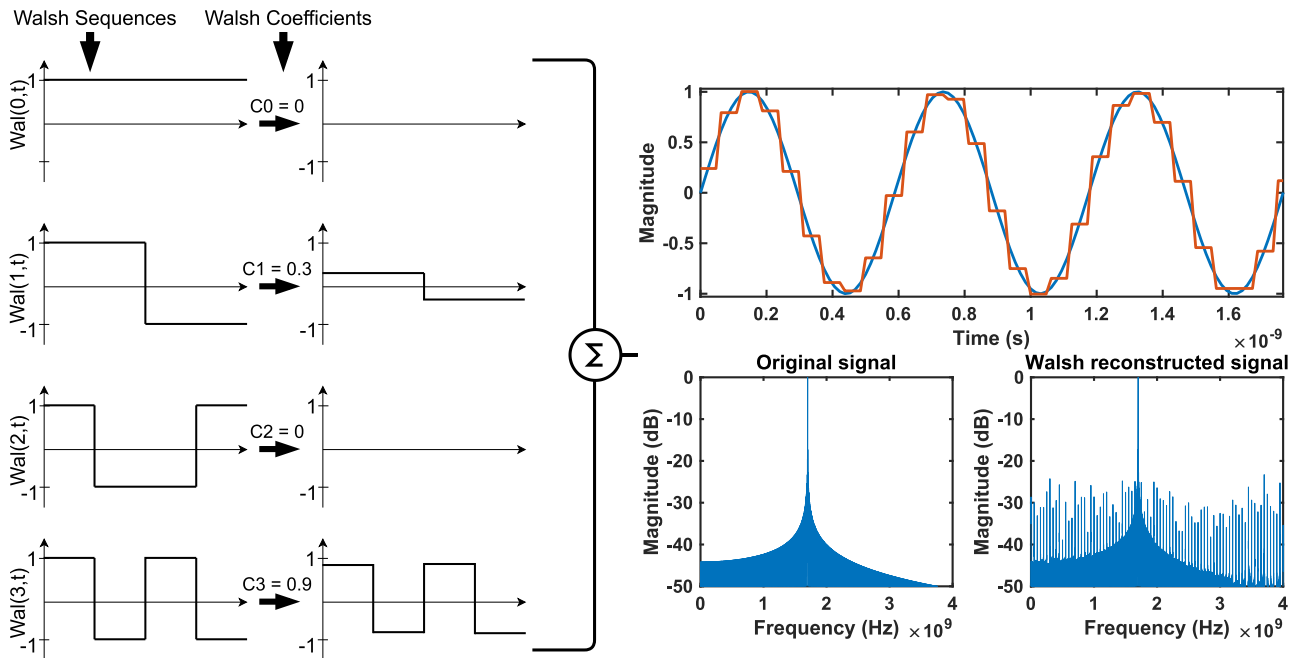 Walsh Sequences
Walsh Coefficients
Wal(0,t)
1
-1
C0 = 0
1
-1
Wal(1,t)
1
-1
C1 = 0.3
1
-1
Wal(2,t)
1
-1
C2 = 0
1
-1
Wal(3,t)
1
-1
C3 = 0.9
1
-1
Σ
Magnitude
1
0.5
0
-0.5
-1
0 0.2 0.4 0.6 0.8 1 1.2 1.4 1.6
Time (s)
×10⁻⁹
Original signal
Magnitude (dB)
0
-10
-20
-30
-40
-50
0 1 2 3 4
Frequency (Hz)
×10⁹
Walsh reconstructed signal
Magnitude (dB)
0
-10
-20
-30
-40
-50
0 1 2 3 4
Frequency (Hz)
×10⁹